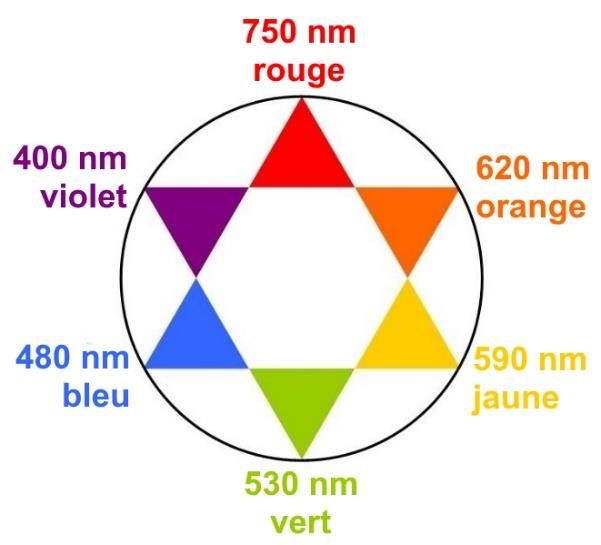 750 nm
rouge
400 nm
violet
620 nm
orange
480 nm
bleu
590 nm
jaune
530 nm
vert